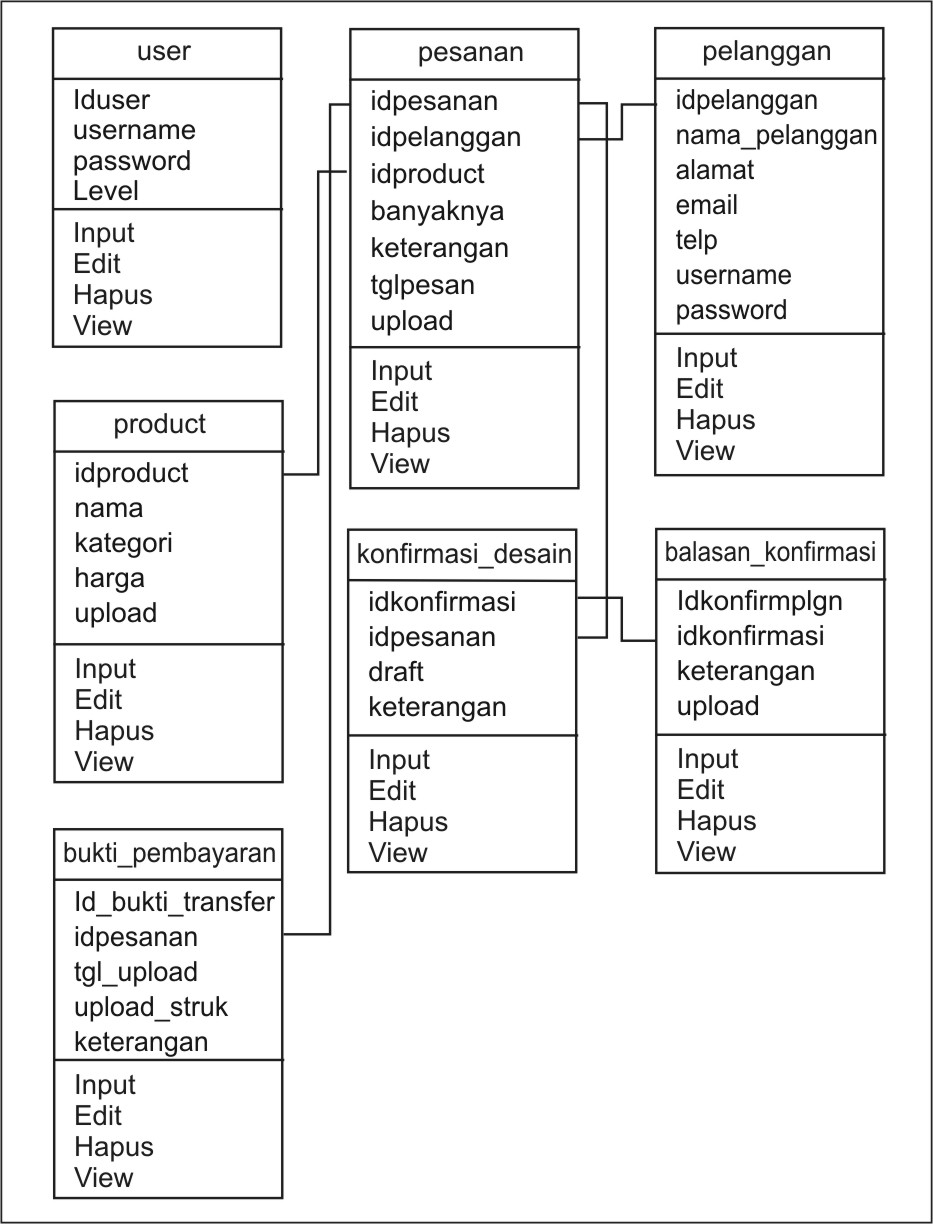 user
Iduser
username
password
Level
Input
Edit
Hapus
View
pesanan
idpesanan
idpelanggan
idproduct
banyaknya
keterangan
tglpesan
upload
Input
Edit
Hapus
View
pelanggan
idpelanggan
nama_pelanggan
alamat
email
telp
username
password
Input
Edit
Hapus
View
product
idproduct
nama
kategori
harga
upload
Input
Edit
Hapus
View
konfirmasi_desain
idkonfirmasi
idpesanan
draft
keterangan
Input
Edit
Hapus
View
balasan_konfirmasi
Idkonfirmplgn
idkonfirmasi
keterangan
upload
Input
Edit
Hapus
View
bukti_pembayaran
Id_bukti_transfer
idpesanan
tgl_upload
upload_struk
keterangan
Input
Edit
Hapus
View